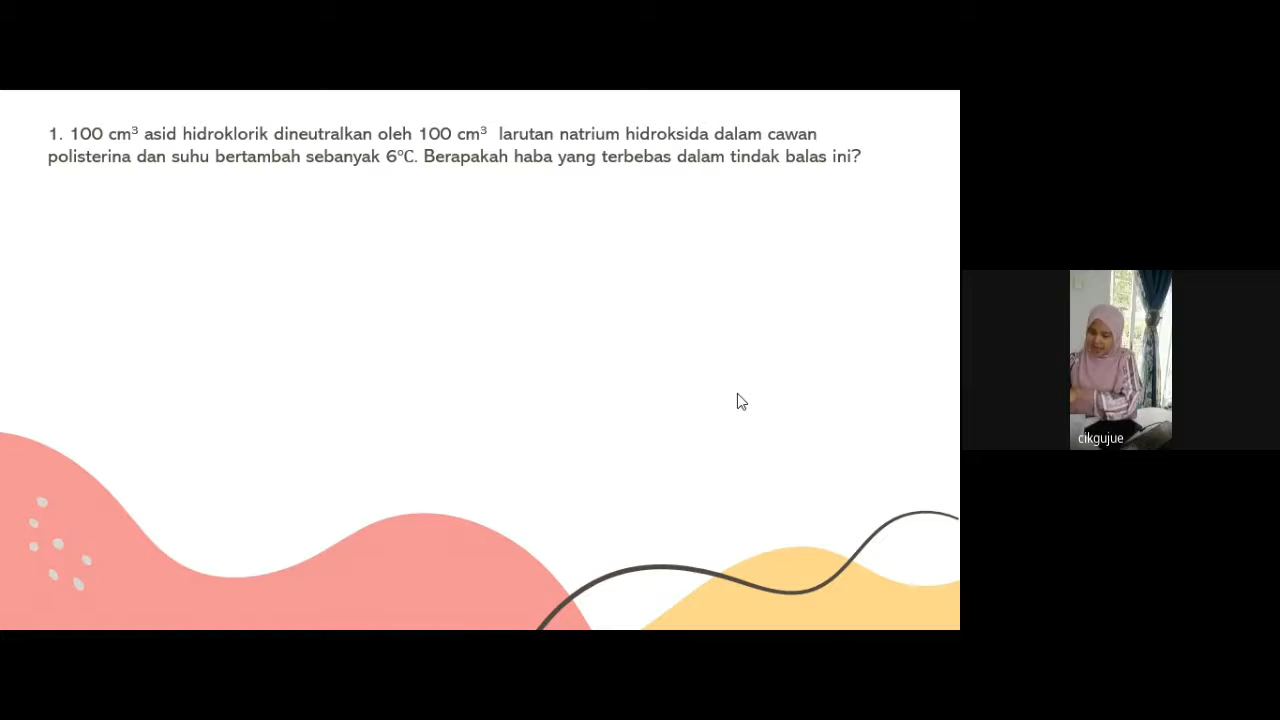 1. 100 cm³ asid hidroklorik dineutralkan oleh 100 cm³ larutan natrium hidroksida dalam cawan
polisterina dan suhu bertambah sebanyak 6°C. Berapakah haba yang terbebas dalam tindak balas ini?
cikgujue